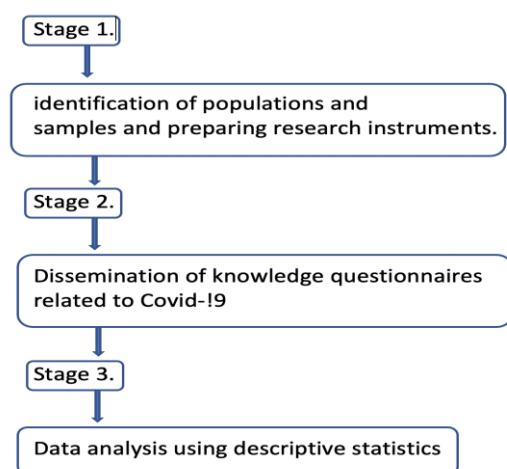 Stage 1.
identification of populations and
samples and preparing research instruments.
Stage 2.
Dissemination of knowledge questionnaires
related to Covid-!9
Stage 3.
Data analysis using descriptive statistics